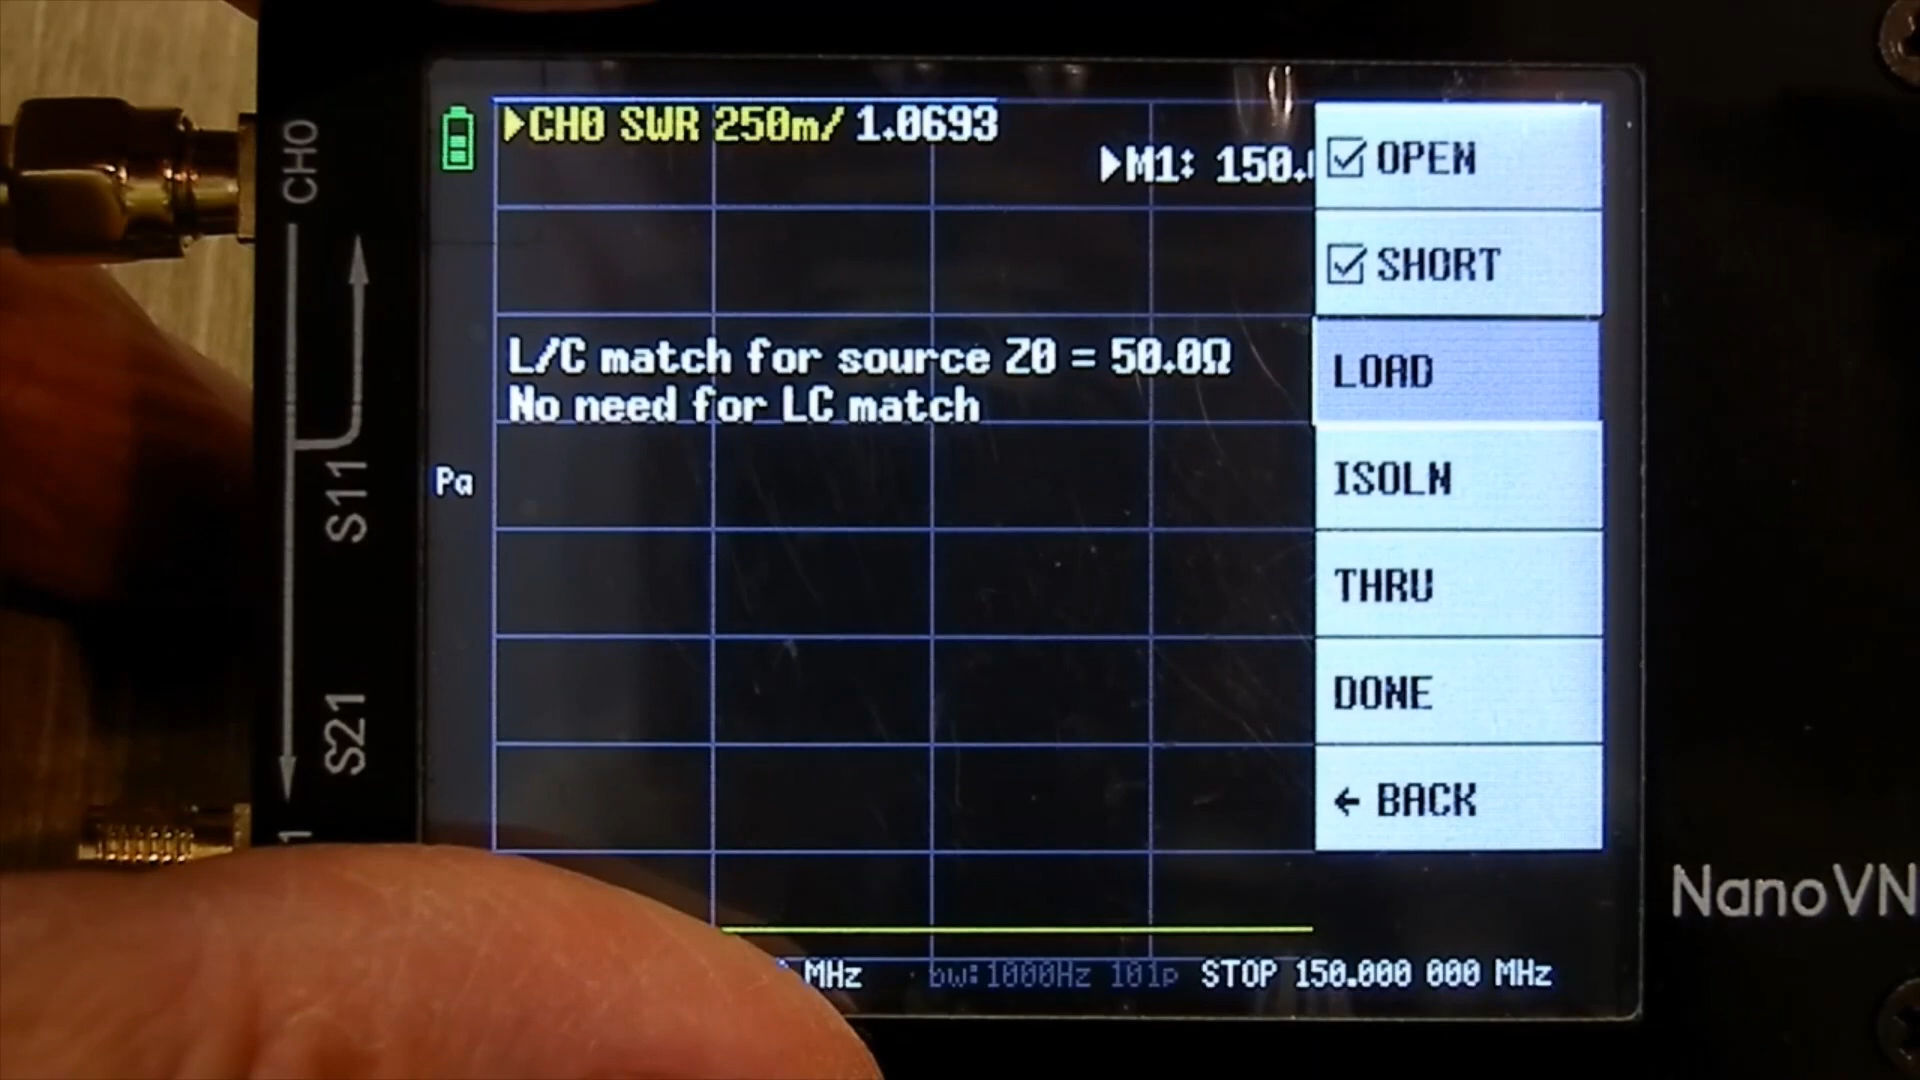 CH0 SWR 250m/ 1.0693
M1: 150.
OPEN
SHORT
LOAD
ISOLN
THRU
DONE
← BACK
L/C match for source Z0 = 50.0Ω
No need for LC match
Pa
MHz bw:1000Hz 101p STOP 150.000 000 MHz
CH0
S11
S21
1
NanoVN